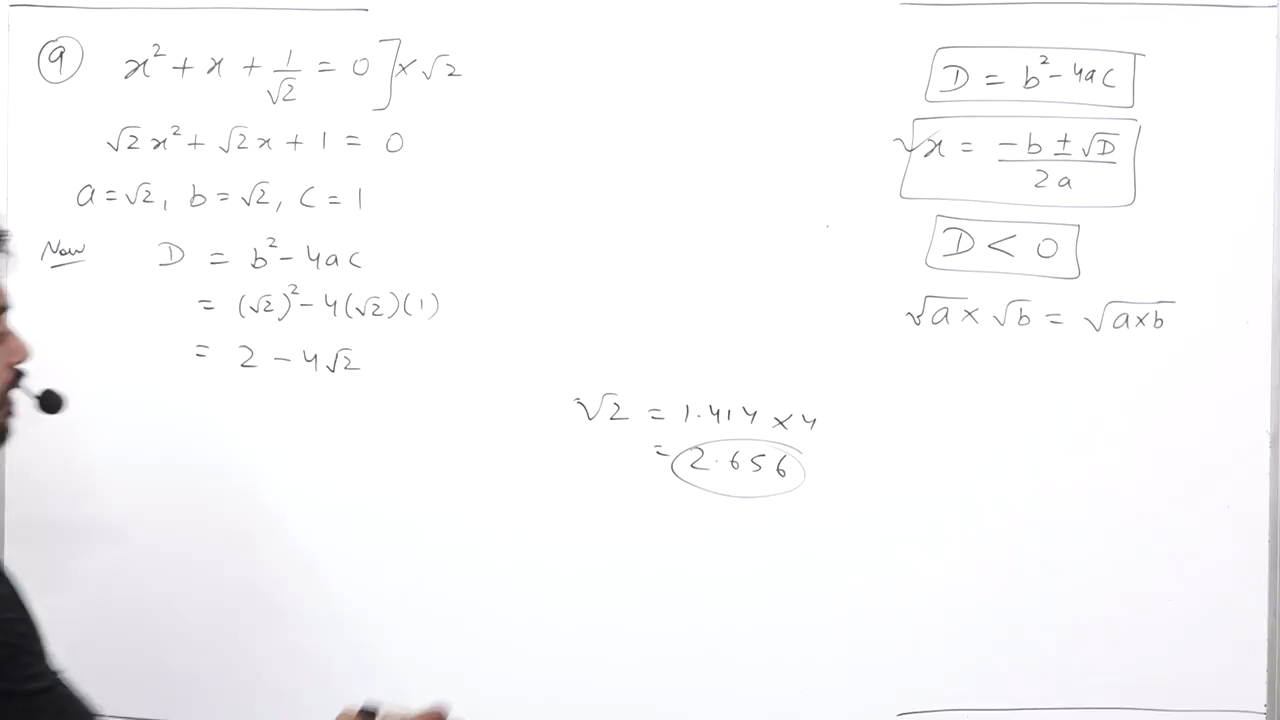 9 x² + x + 1/√2 = 0 ] × √2
√2 x² + √2 x + 1 = 0
a = √2, b = √2, c = 1
Now D = b² - 4ac
= (√2)² - 4(√2)(1)
= 2 - 4√2
√2 = 1.414 × 4
= 2.656
D = b² - 4ac
√x = -b ± √D / 2a
D < 0
√a × √b = √a×b